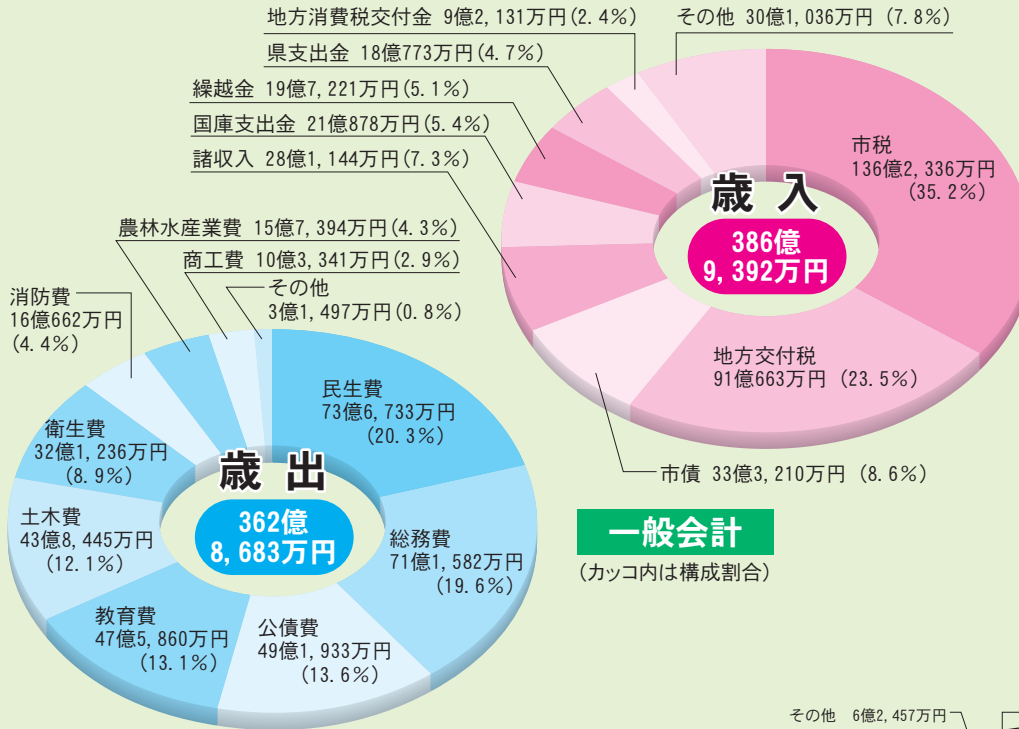 地方消費税交付金 9億2,131万円(2.4%)
その他 30億1,036万円 (7.8%)
県支出金 18億773万円(4.7%)
繰越金 19億7,221万円(5.1%)
国庫支出金 21億878万円(5.4%)
諸収入 28億1,144万円(7.3%)
市税
136億2,336万円
(35.2%)
歳入
386億
9,392万円
地方交付税
91億663万円 (23.5%)
市債 33億3,210万円 (8.6%)
農林水産業費 15億7,394万円(4.3%)
商工費 10億3,341万円(2.9%)
その他
3億1,497万円(0.8%)
消防費
16億662万円
(4.4%)
民生費
73億6,733万円
(20.3%)
衛生費
32億1,236万円
(8.9%)
歳出
362億
8,683万円
土木費
43億8,445万円
(12.1%)
総務費
71億1,582万円
(19.6%)
教育費
47億5,860万円
(13.1%)
公債費
49億1,933万円
(13.6%)
一般会計
(カッコ内は構成割合)
その他 6億2,457万円